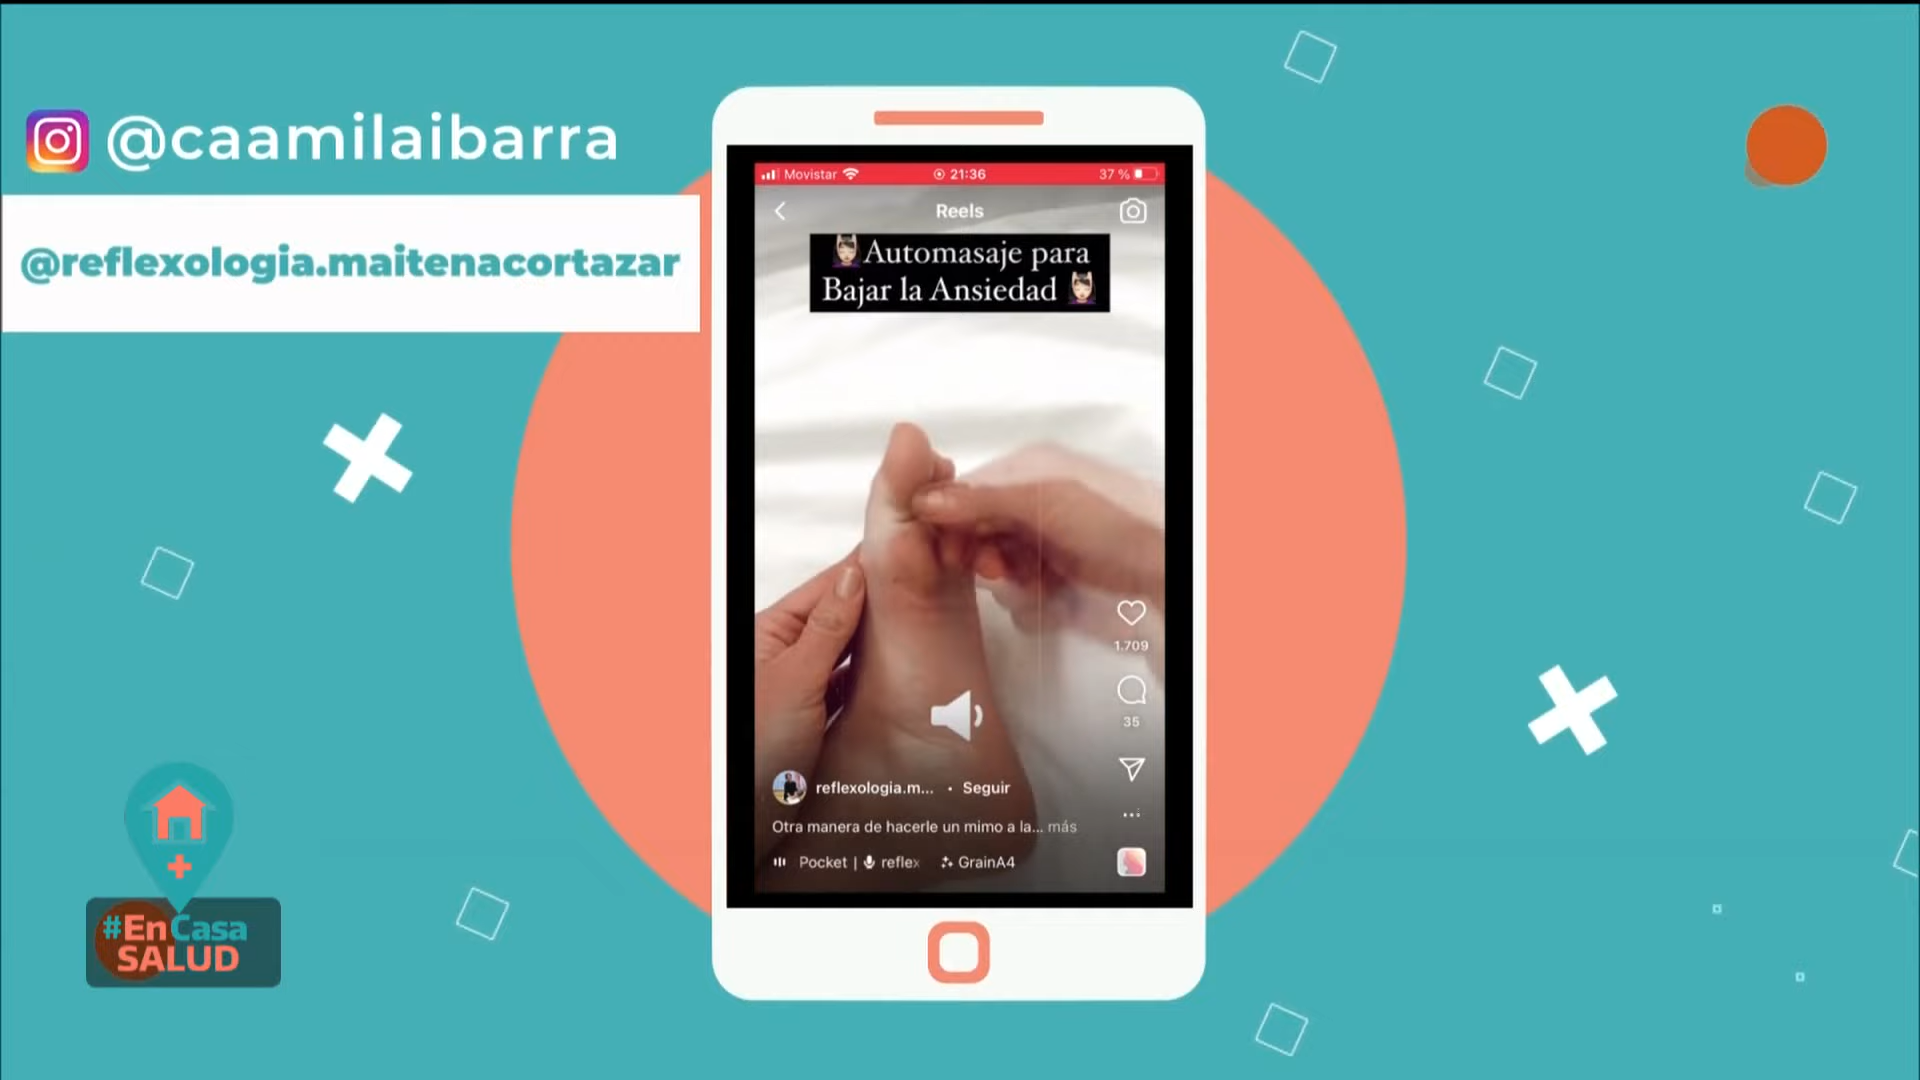 @caamilaibarra
@reflexologia.maitenacortazar
Movistar
21:36
37 %
Reels
Automasaje para
Bajar la Ansiedad
1.709
35
reflexologia.m... · Seguir
Otra manera de hacerle un mimo a la... más
Pocket | reflex GrainA4
#EnCasa
SALUD